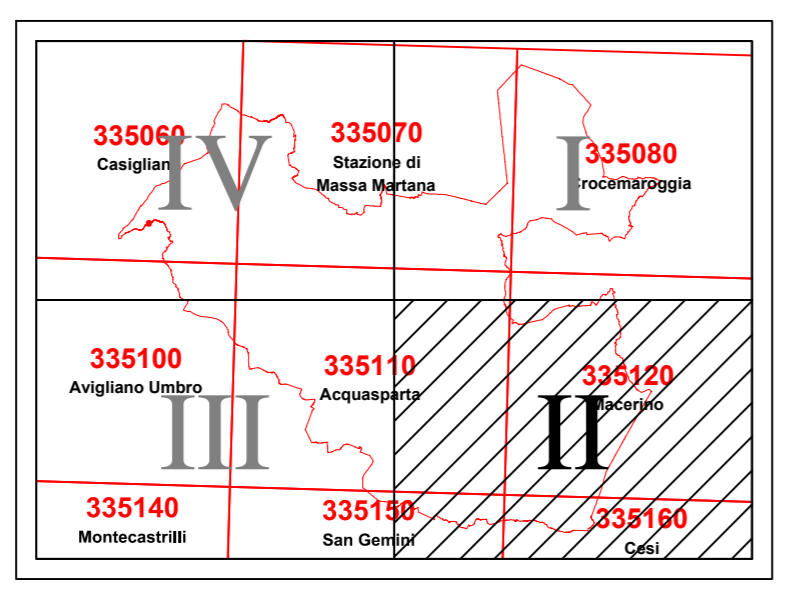 335060
Casiglian
IV
335070
Stazione di
Massa Martana
I
335080
Crocemaroggia
335100
Avigliano Umbro
III
335110
Acquasparta
335120
Macerino
II
335140
Montecastrilli
335150
San Gemini
335160
Cesi